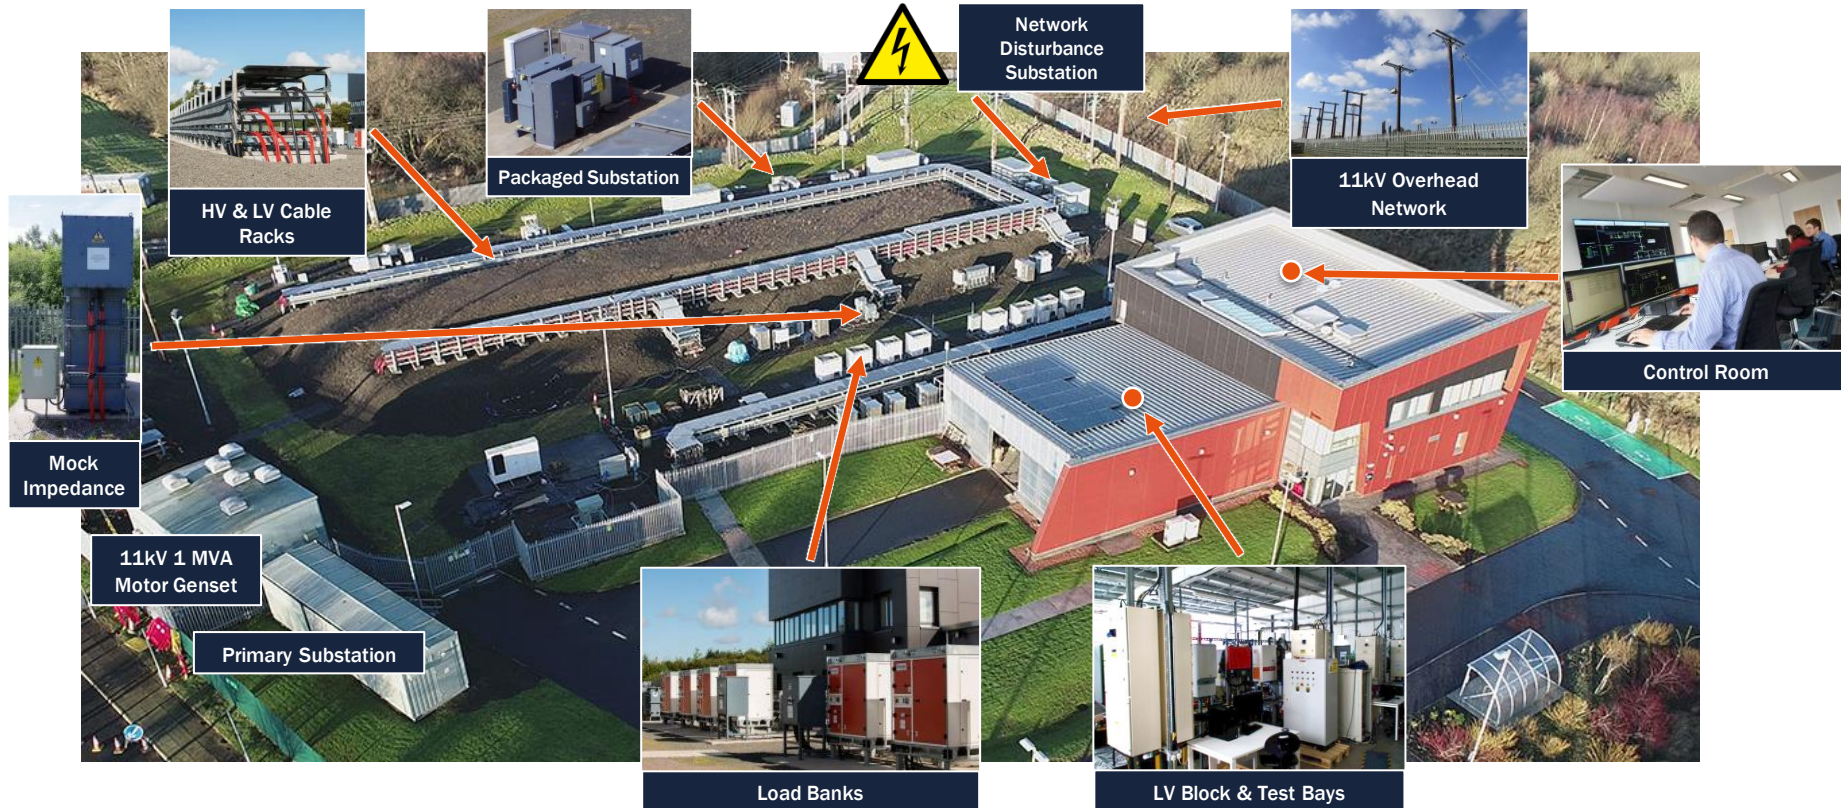 Network
Disturbance
Substation
Packaged Substation
11kV Overhead
Network
HV & LV Cable
Racks
Control Room
Mock
Impedance
11kV 1 MVA
Motor Genset
Primary Substation
Load Banks
LV Block & Test Bays